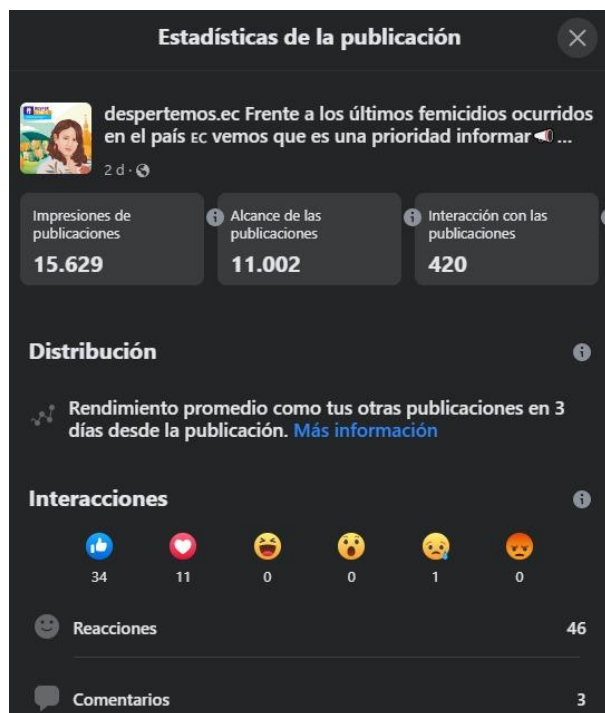 Estadísticas de la publicación
despertemos.ec Frente a los últimos femicidios ocurridos
en el país EC vemos que es una prioridad informar📢 ...
2 d ·
Impresiones de
publicaciones
15.629
Alcance de las
publicaciones
11.002
Interacción con las
publicaciones
420
Distribución
Rendimiento promedio como tus otras publicaciones en 3
días desde la publicación. Más información
Interacciones
34 11 0 0 1 0
Reacciones 46
Comentarios 3